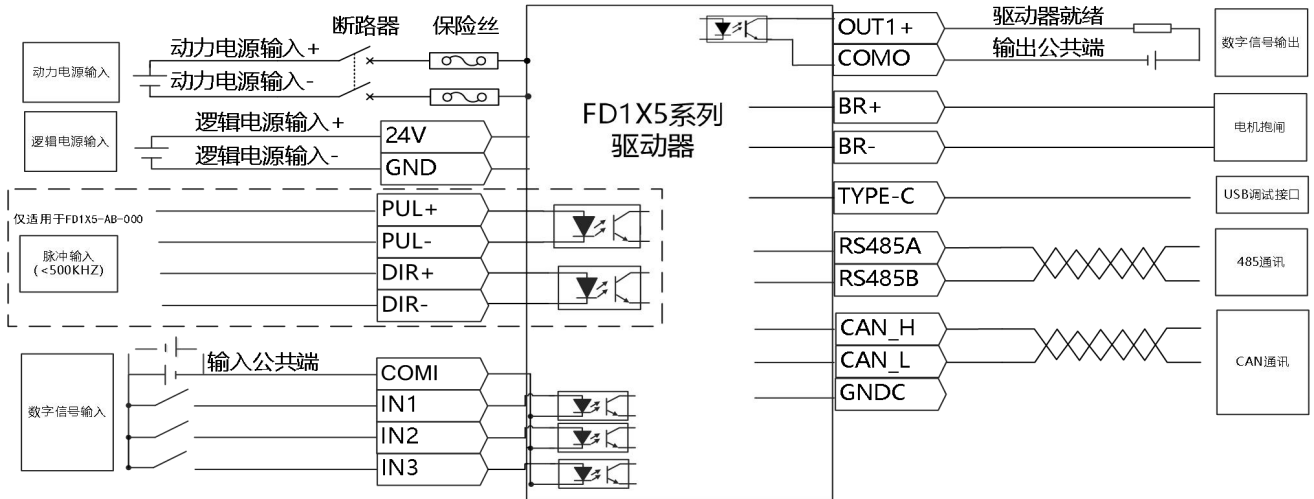 断路器
保险丝
动力电源输入
动力电源输入+
动力电源输入-
逻辑电源输入
逻辑电源输入+
24V
逻辑电源输入-
GND
仅适用于FD1X5-AB-000
脉冲输入
(<500KHZ)
PUL+
PUL-
DIR+
DIR-
数字信号输入
输入公共端
COMI
IN1
IN2
IN3
FD1X5系列
驱动器
OUT1+
驱动器就绪
COMO
输出公共端
数字信号输出
BR+
BR-
电机抱闸
TYPE-C
USB调试接口
RS485A
RS485B
485通讯
CAN_H
CAN_L
GNDC
CAN通讯